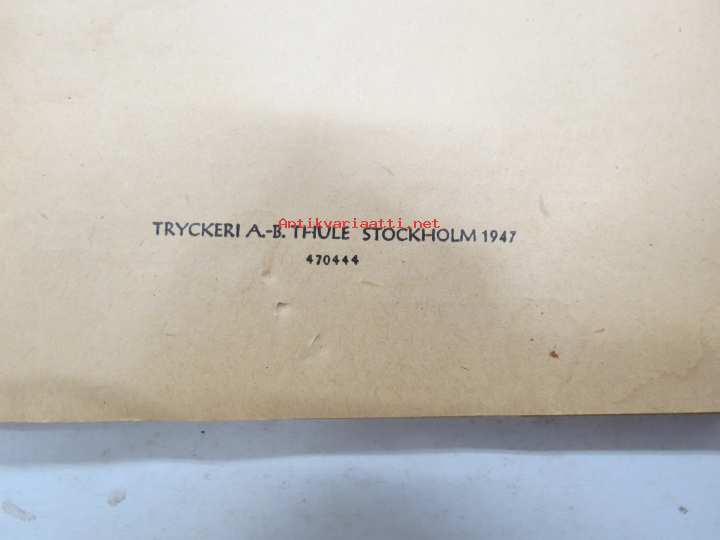 Antikvariaatti.net
TRYCKERI A.-B. THULE STOCKHOLM 1947
470444